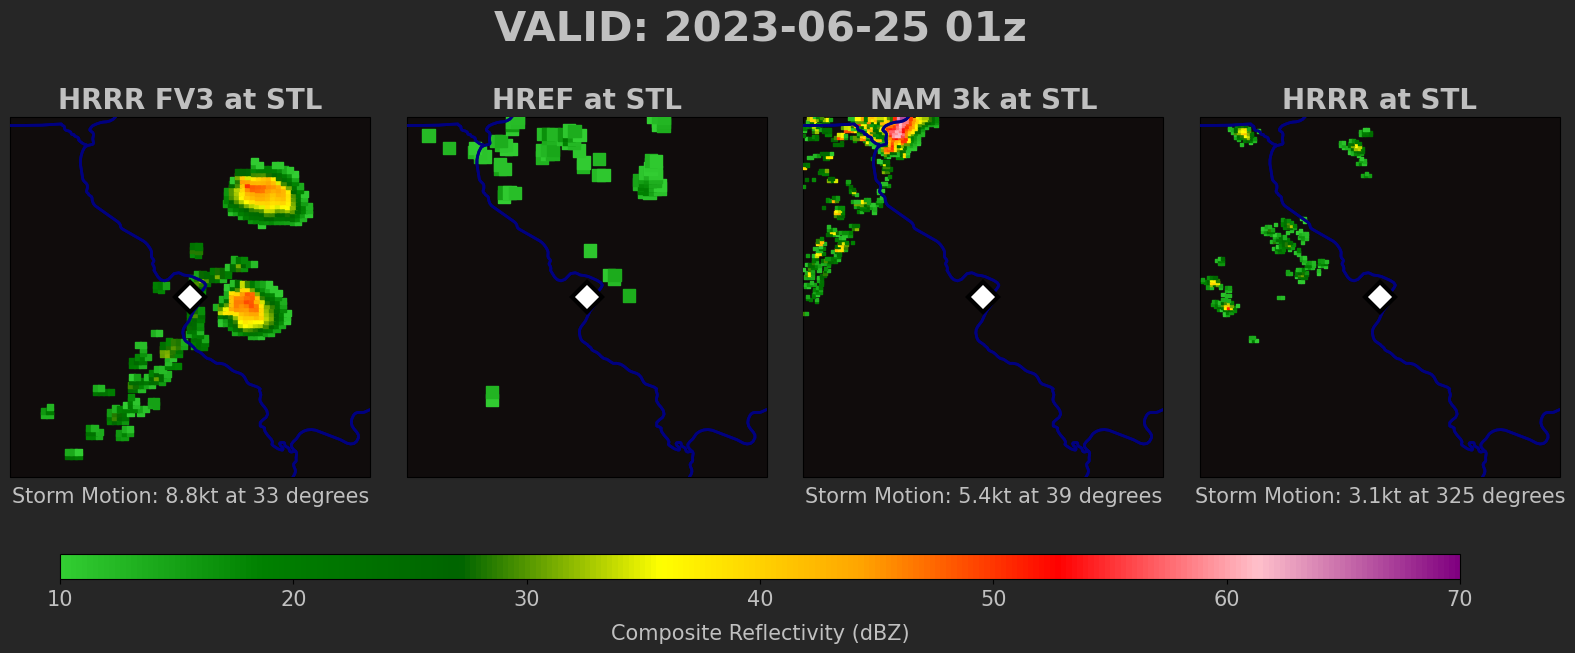 VALID: 2023-06-25 01z
HRRR FV3 at STL
HREF at STL
NAM 3k at STL
HRRR at STL
Storm Motion: 8.8kt at 33 degrees
Storm Motion: 5.4kt at 39 degrees
Storm Motion: 3.1kt at 325 degrees
10 20 30 40 50 60 70
Composite Reflectivity (dBZ)